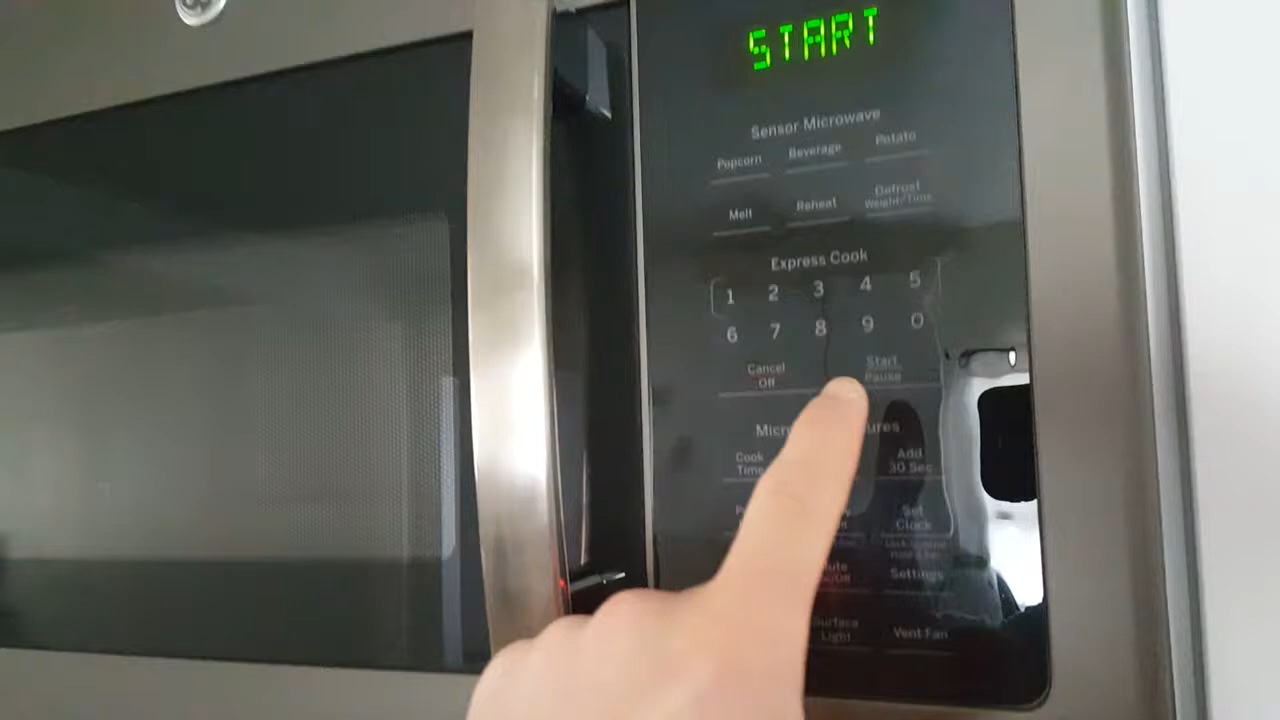 START
Sensor Microwave
Popcorn Beverage Potato
Melt Reheat Defrost
Weight/Time
Express Cook
1 2 3 4 5
6 7 8 9 0
Cancel
Off
Start
Pause
Cook
Time
Add
30 Sec
Set
Clock
Settings
Surface
Light
Vent Fan